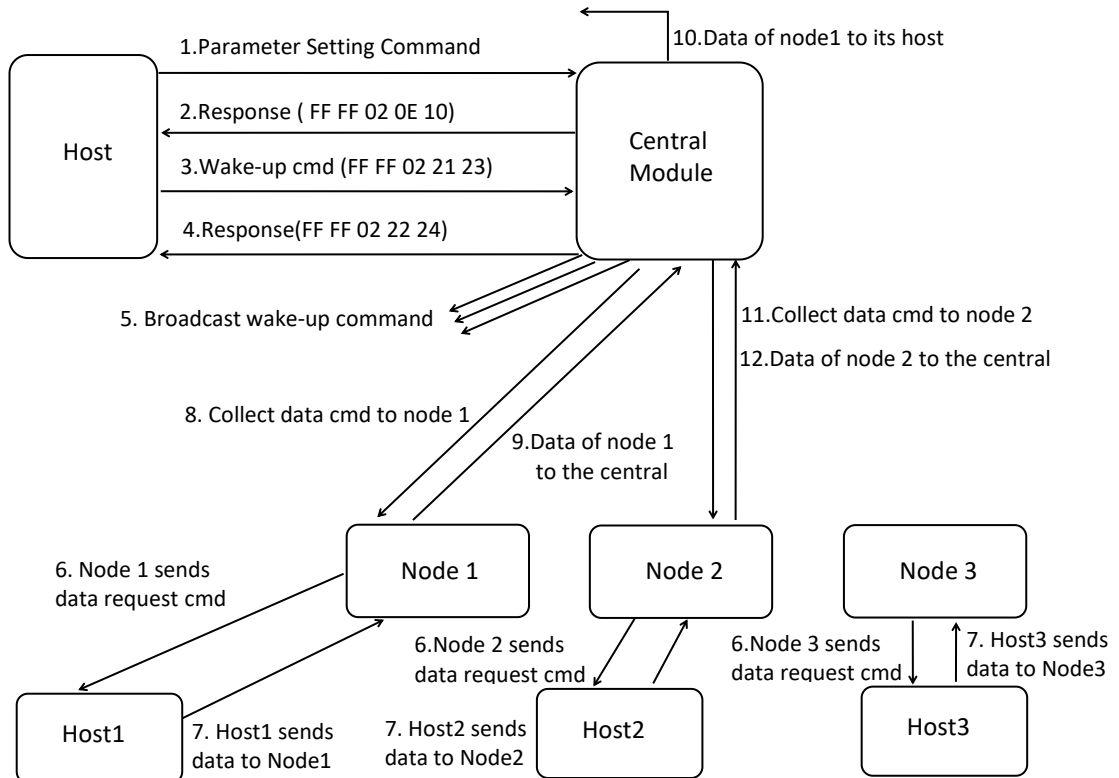 10.Data of node1 to its host
1.Parameter Setting Command
2.Response ( FF FF 02 0E 10)
Host
Central
Module
3.Wake-up cmd (FF FF 02 21 23)
4.Response(FF FF 02 22 24)
5. Broadcast wake-up command
11.Collect data cmd to node 2
12.Data of node 2 to the central
8. Collect data cmd to node 1
9.Data of node 1
to the central
Node 1
Node 2
Node 3
6. Node 1 sends
data request cmd
6.Node 2 sends
data request cmd
6.Node 3 sends
data request cmd
7. Host3 sends
data to Node3
Host1
7. Host1 sends
data to Node1
7. Host2 sends
data to Node2
Host2
Host3